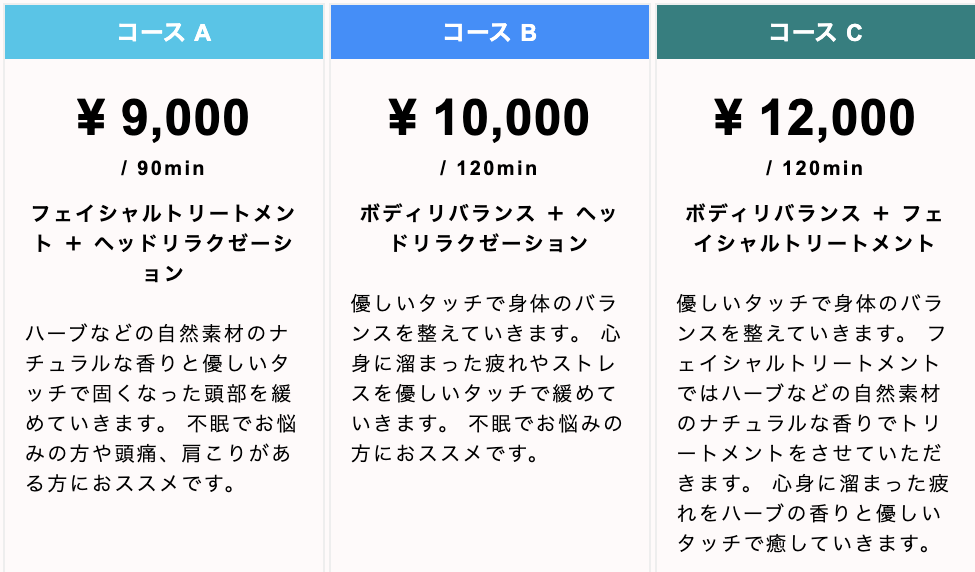 コース A
¥ 9,000
/ 90min
フェイシャルトリートメン
ト ＋ ヘッドリラクゼーシ
ョン
ハーブなどの自然素材のナ
チュラルな香りと優しいタ
ッチで固くなった頭部を緩
めていきます。 不眠でお悩
みの方や頭痛、肩こりがあ
る方におススメです。
コース B
¥ 10,000
/ 120min
ボディリバランス ＋ ヘッ
ドリラクゼーション
優しいタッチで身体のバラ
ンスを整えていきます。 心
身に溜まった疲れやストレ
スを優しいタッチで緩めて
いきます。 不眠でお悩みの
方におススメです。
コース C
¥ 12,000
/ 120min
ボディリバランス ＋ フェ
イシャルトリートメント
優しいタッチで身体のバラ
ンスを整えていきます。 フ
ェイシャルトリートメント
ではハーブなどの自然素材
のナチュラルな香りでトリ
ートメントをさせていただ
きます。 心身に溜まった疲
れをハーブの香りと優しい
タッチで癒していきます。